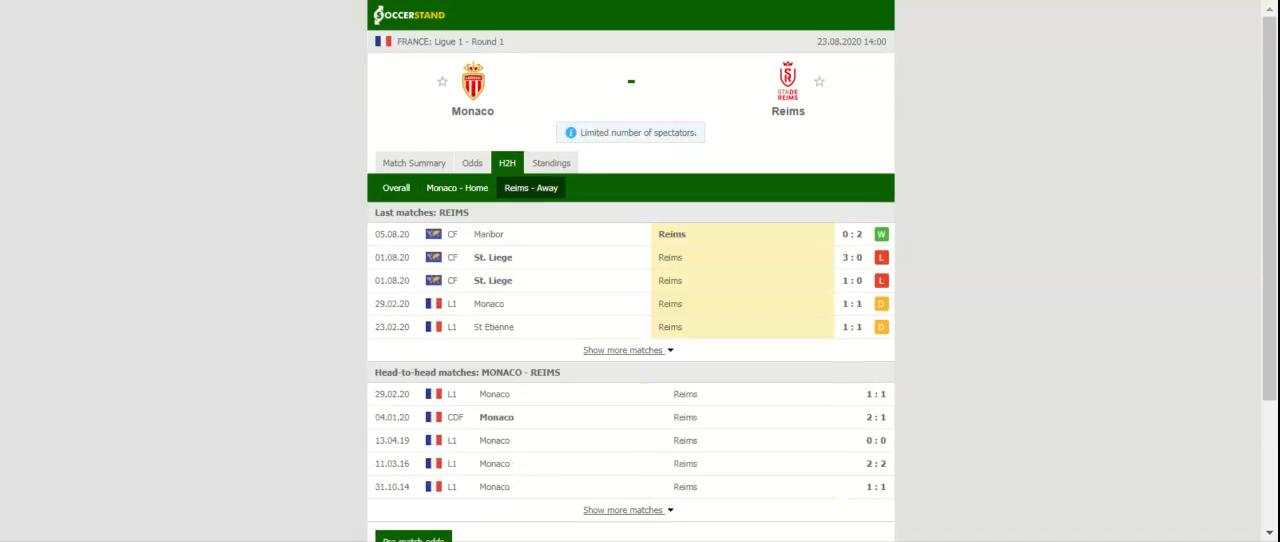 SOCCERSTAND
FRANCE: Ligue 1 - Round 1 23.08.2020 14:00
-
STADE
DE REIMS
Monaco Reims
Limited number of spectators.
Match Summary Odds H2H Standings
Overall Monaco - Home Reims - Away
Last matches: REIMS
05.08.20 CF Maribor Reims 0 : 2 W
01.08.20 CF St. Liege Reims 3 : 0 L
01.08.20 CF St. Liege Reims 1 : 0 L
29.02.20 L1 Monaco Reims 1 : 1 D
23.02.20 L1 St Etienne Reims 1 : 1 D
Show more matches
Head-to-head matches: MONACO - REIMS
29.02.20 L1 Monaco Reims 1 : 1
04.01.20 CDF Monaco Reims 2 : 1
13.04.19 L1 Monaco Reims 0 : 0
11.03.16 L1 Monaco Reims 2 : 2
31.10.14 L1 Monaco Reims 1 : 1
Show more matches
Pre-match odds